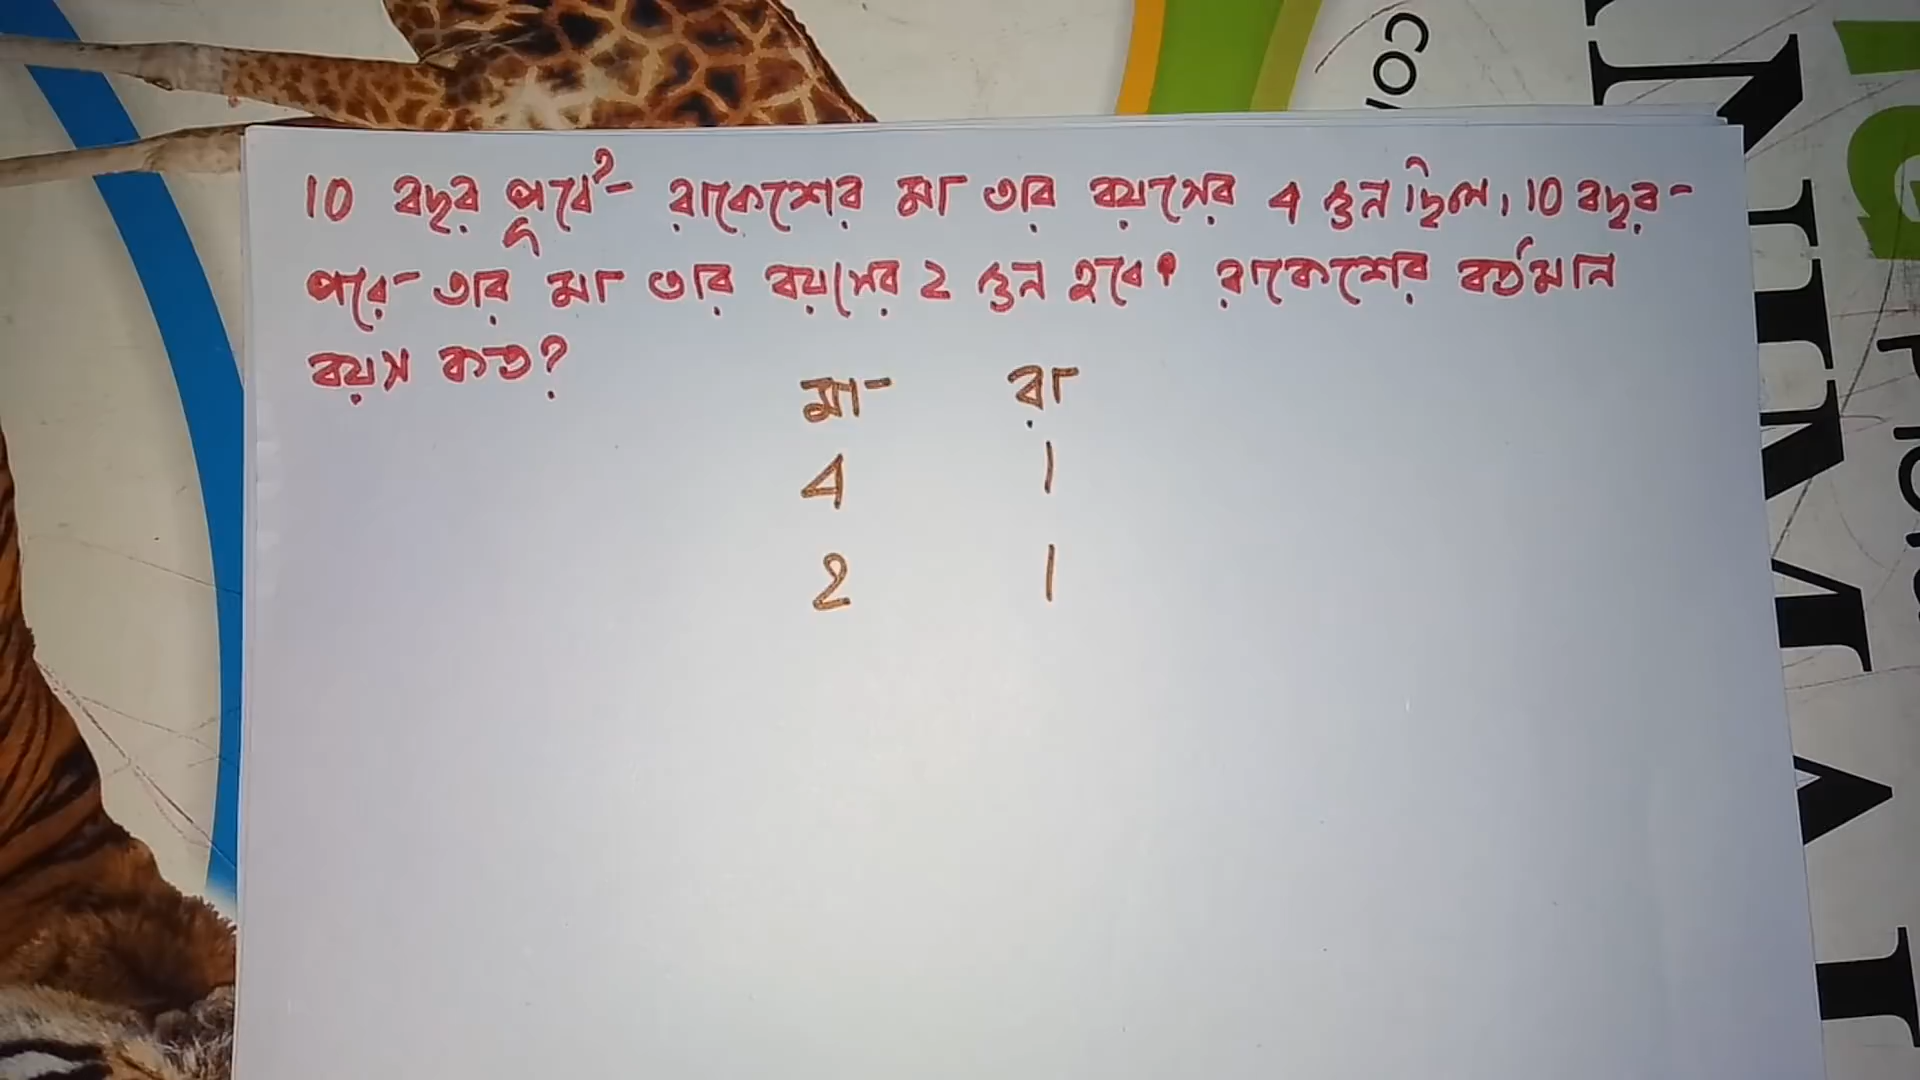 10 বছর পূর্বে রাকেশের মা তার বয়সের 4 গুন ছিল, 10 বছর
পরে তার মা তার বয়সের 2 গুন হবে। রাকেশের বর্তমান
বয়স কত?
মা রা
4 1
2 1